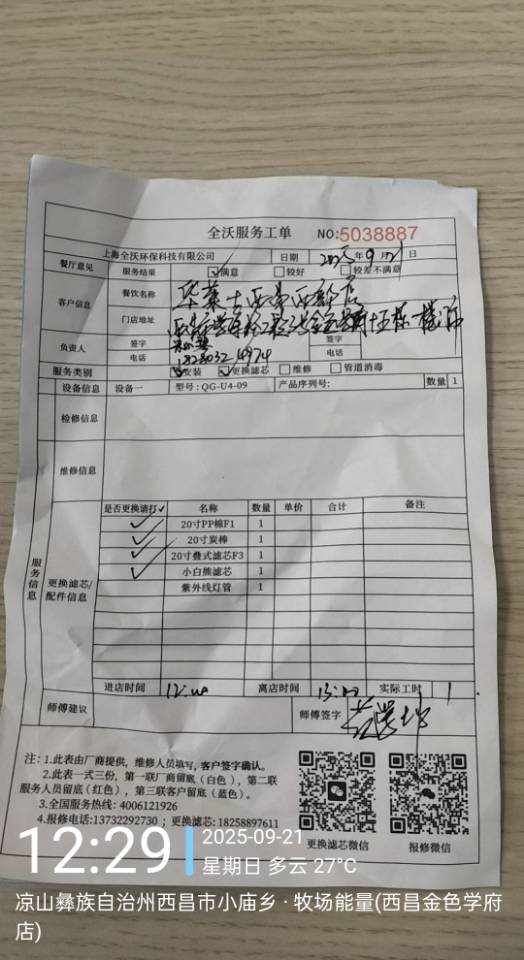 全沃服务工单 NO:5038887
上海全沃环保科技有限公司 日期 2025年9月21日
餐厅意见 服务结果 ☑满意 □较好 □较差不满意
客户信息 餐饮名称 华莱士西昌
门店地址
负责人 签字 签字
电话 电话
服务类别 ☑安装 ☑更换滤芯 □维修 □管道消毒
设备信息 设备一 型号:QG-U4-09 产品序列号: 数量 1
检修信息
维修信息
服务信息
更换滤芯/配件信息
是否更换请打✓ 名称 数量 单价 合计 备注
✓ 20寸PP棉F1 1
✓ 20寸炭棒 1
✓ 20寸叠式滤芯F3 1
✓ 小白熊滤芯 1
紫外线灯管 1
进店时间 12:00 离店时间 13:00 实际工时 1
师傅建议 师傅签字
注:1.此表由厂商提供,维修人员填写,客户签字确认。
2.此表一式三份,第一联厂商留底(白色),第二联
服务人员留底(红色),第三联客户留底(蓝色)。
3.全国服务热线:4006121926
4.报修电话:13732292730;更换滤芯:18258897611
更换滤芯微信 报修微信
12:29 2025-09-21
星期日 多云 27°C
凉山彝族自治州西昌市小庙乡·牧场能量(西昌金色学府
店)